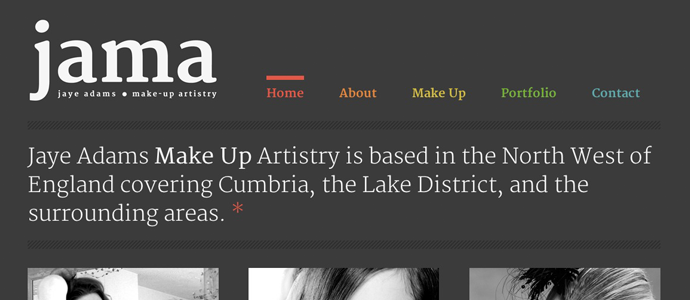 jama
jaye adams • make-up artistry
Home About Make Up Portfolio Contact
Jaye Adams Make Up Artistry is based in the North West of
England covering Cumbria, the Lake District, and the
surrounding areas. *